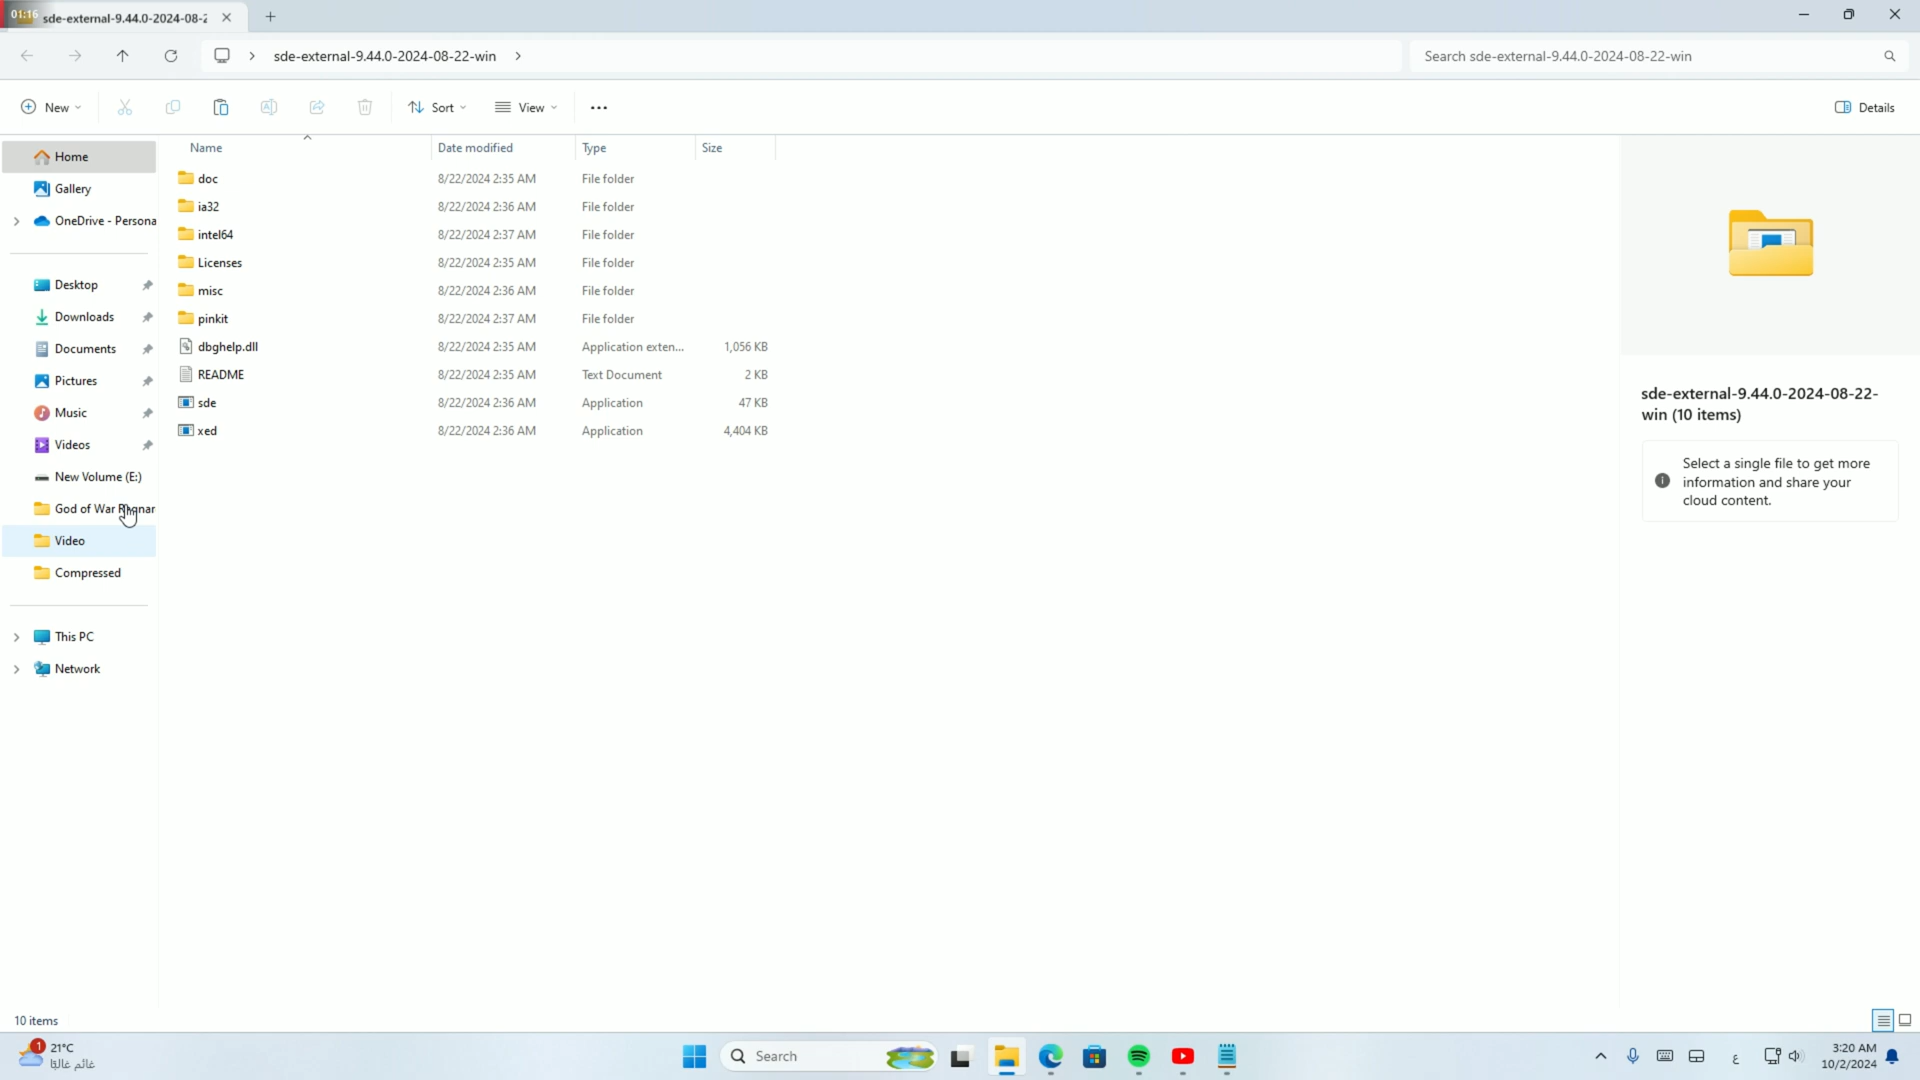 01:16
sde-external-9.44.0-2024-08-2
sde-external-9.44.0-2024-08-22-win
Search sde-external-9.44.0-2024-08-22-win
New
Sort
View
Details
Home
Gallery
OneDrive - Persona
Desktop
Downloads
Documents
Pictures
Music
Videos
New Volume (E:)
God of War
Video
Compressed
This PC
Network
Name Date modified Type Size
doc 8/22/2024 2:35 AM File folder
ia32 8/22/2024 2:36 AM File folder
intel64 8/22/2024 2:37 AM File folder
Licenses 8/22/2024 2:35 AM File folder
misc 8/22/2024 2:36 AM File folder
pinkit 8/22/2024 2:37 AM File folder
dbghelp.dll 8/22/2024 2:35 AM Application exten... 1,056 KB
README 8/22/2024 2:35 AM Text Document 2 KB
sde 8/22/2024 2:36 AM Application 47 KB
xed 8/22/2024 2:36 AM Application 4,404 KB
sde-external-9.44.0-2024-08-22-
win (10 items)
Select a single file to get more
information and share your
cloud content.
10 items
1
21°C
غائم غالبًا
Search
ع
3:20 AM
10/2/2024